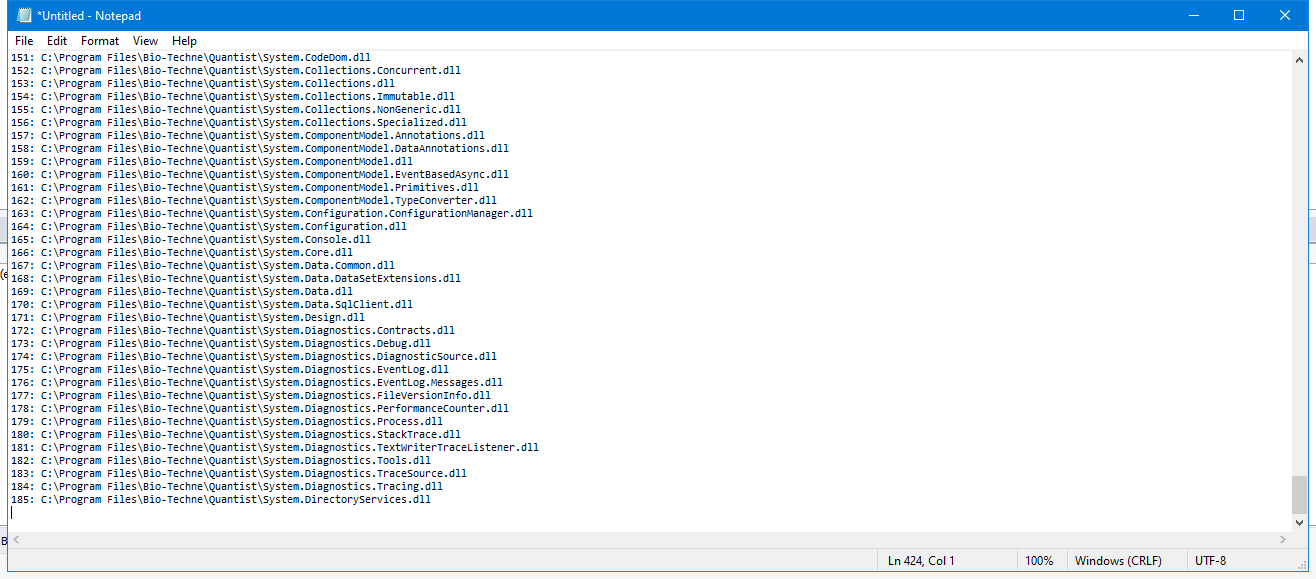 *Untitled - Notepad
File Edit Format View Help
151: C:\Program Files\Bio-Techne\Quantist\System.CodeDom.dll
152: C:\Program Files\Bio-Techne\Quantist\System.Collections.Concurrent.dll
153: C:\Program Files\Bio-Techne\Quantist\System.Collections.dll
154: C:\Program Files\Bio-Techne\Quantist\System.Collections.Immutable.dll
155: C:\Program Files\Bio-Techne\Quantist\System.Collections.NonGeneric.dll
156: C:\Program Files\Bio-Techne\Quantist\System.Collections.Specialized.dll
157: C:\Program Files\Bio-Techne\Quantist\System.ComponentModel.Annotations.dll
158: C:\Program Files\Bio-Techne\Quantist\System.ComponentModel.DataAnnotations.dll
159: C:\Program Files\Bio-Techne\Quantist\System.ComponentModel.dll
160: C:\Program Files\Bio-Techne\Quantist\System.ComponentModel.EventBasedAsync.dll
161: C:\Program Files\Bio-Techne\Quantist\System.ComponentModel.Primitives.dll
162: C:\Program Files\Bio-Techne\Quantist\System.ComponentModel.TypeConverter.dll
163: C:\Program Files\Bio-Techne\Quantist\System.Configuration.ConfigurationManager.dll
164: C:\Program Files\Bio-Techne\Quantist\System.Configuration.dll
165: C:\Program Files\Bio-Techne\Quantist\System.Console.dll
166: C:\Program Files\Bio-Techne\Quantist\System.Core.dll
167: C:\Program Files\Bio-Techne\Quantist\System.Data.Common.dll
168: C:\Program Files\Bio-Techne\Quantist\System.Data.DataSetExtensions.dll
169: C:\Program Files\Bio-Techne\Quantist\System.Data.dll
170: C:\Program Files\Bio-Techne\Quantist\System.Data.SqlClient.dll
171: C:\Program Files\Bio-Techne\Quantist\System.Design.dll
172: C:\Program Files\Bio-Techne\Quantist\System.Diagnostics.Contracts.dll
173: C:\Program Files\Bio-Techne\Quantist\System.Diagnostics.Debug.dll
174: C:\Program Files\Bio-Techne\Quantist\System.Diagnostics.DiagnosticSource.dll
175: C:\Program Files\Bio-Techne\Quantist\System.Diagnostics.EventLog.dll
176: C:\Program Files\Bio-Techne\Quantist\System.Diagnostics.EventLog.Messages.dll
177: C:\Program Files\Bio-Techne\Quantist\System.Diagnostics.FileVersionInfo.dll
178: C:\Program Files\Bio-Techne\Quantist\System.Diagnostics.PerformanceCounter.dll
179: C:\Program Files\Bio-Techne\Quantist\System.Diagnostics.Process.dll
180: C:\Program Files\Bio-Techne\Quantist\System.Diagnostics.StackTrace.dll
181: C:\Program Files\Bio-Techne\Quantist\System.Diagnostics.TextWriterTraceListener.dll
182: C:\Program Files\Bio-Techne\Quantist\System.Diagnostics.Tools.dll
183: C:\Program Files\Bio-Techne\Quantist\System.Diagnostics.TraceSource.dll
184: C:\Program Files\Bio-Techne\Quantist\System.Diagnostics.Tracing.dll
185: C:\Program Files\Bio-Techne\Quantist\System.DirectoryServices.dll
Ln 424, Col 1 100% Windows (CRLF) UTF-8